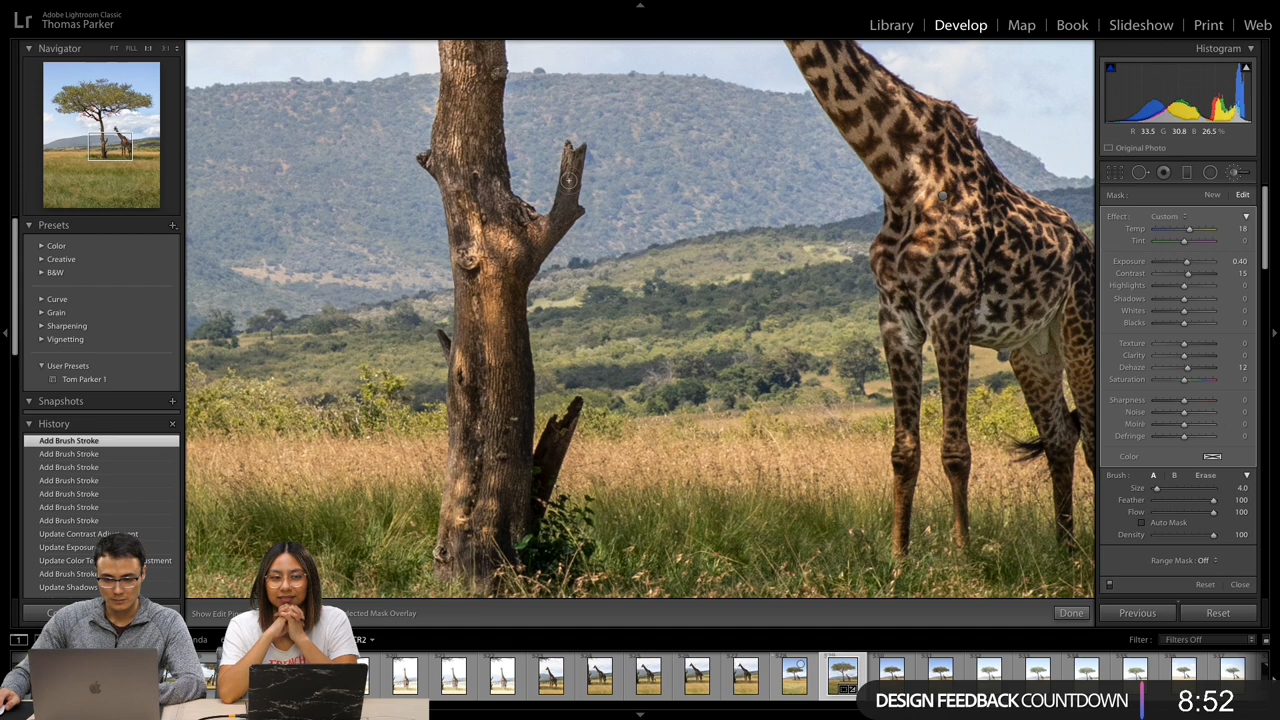 Lr Adobe Lightroom Classic
Thomas Parker
Library | Develop | Map | Book | Slideshow | Print | Web
Navigator FIT FILL 1:1 3:1
Presets +
Color
Creative
B&W
Curve
Grain
Sharpening
Vignetting
User Presets
Tom Parker 1
Snapshots +
History ×
Add Brush Stroke
Add Brush Stroke
Add Brush Stroke
Add Brush Stroke
Add Brush Stroke
Add Brush Stroke
Add Brush Stroke
Update Contrast
Update
Update Color
Add Brush
Update Shadows
Show Edit
Mask Overlay
Done
Histogram
R 33.5 G 30.8 B 26.5 %
Original Photo
Mask : New Edit
Effect : Custom
Temp 18
Tint 0
Exposure 0.40
Contrast 15
Highlights 0
Shadows 0
Whites 0
Blacks 0
Texture 0
Clarity 0
Dehaze 12
Saturation 0
Sharpness 0
Noise 0
Moiré 0
Defringe 0
Color
Brush : A B Erase
Size 4.0
Feather 100
Flow 100
Auto Mask
Density 100
Range Mask : Off
Reset Close
Previous Reset
1
Filter : Filters Off
DESIGN FEEDBACK COUNTDOWN 8:52